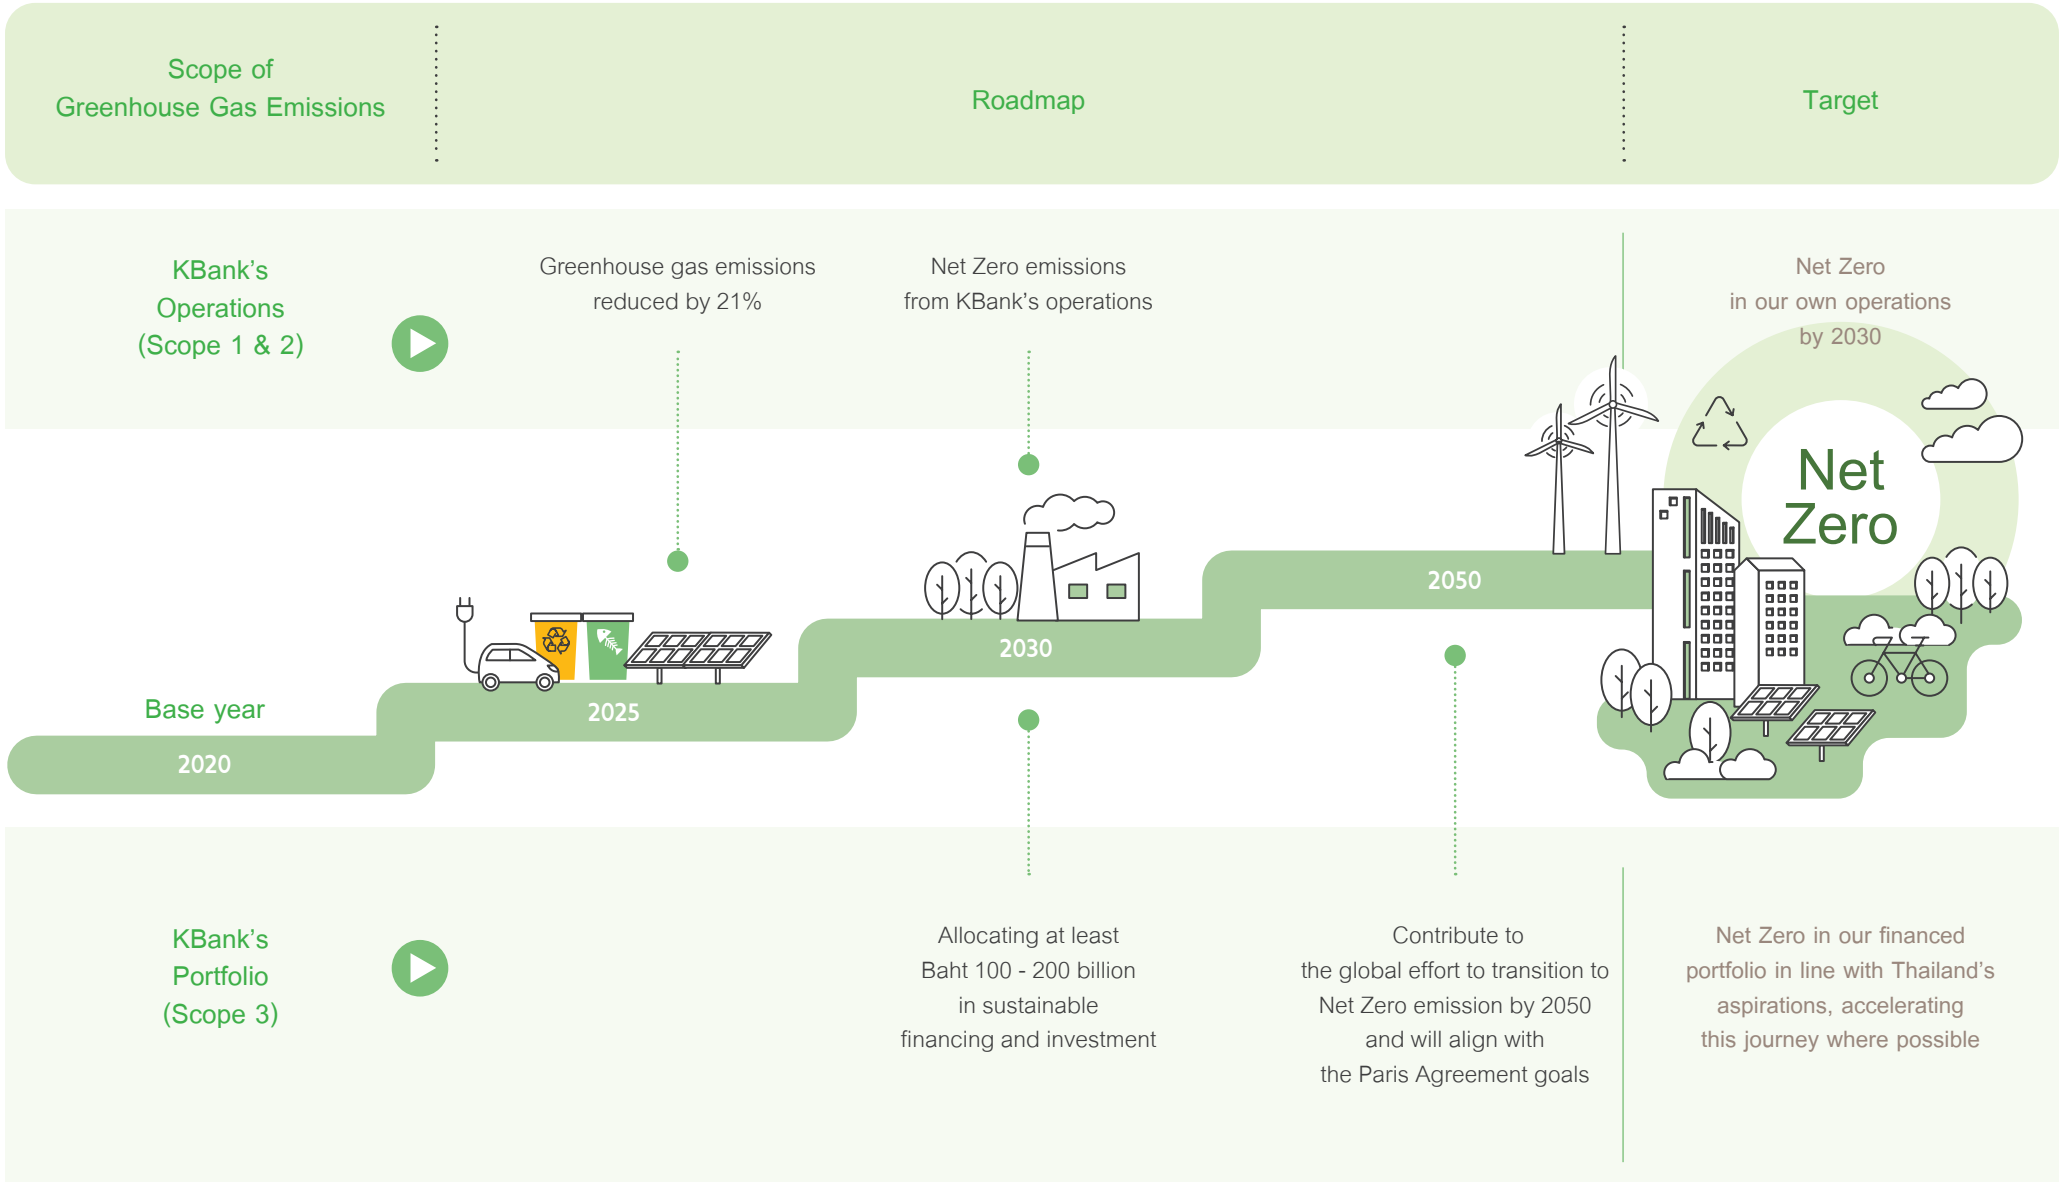 Scope of
Greenhouse Gas Emissions
Roadmap
Target
KBank's
Operations
(Scope 1 & 2)
Greenhouse gas emissions
reduced by 21%
Net Zero emissions
from KBank's operations
Net Zero
in our own operations
by 2030
Net
Zero
2050
2030
2025
Base year
2020
KBank's
Portfolio
(Scope 3)
Allocating at least
Baht 100 - 200 billion
in sustainable
financing and investment
Contribute to
the global effort to transition to
Net Zero emission by 2050
and will align with
the Paris Agreement goals
Net Zero in our financed
portfolio in line with Thailand's
aspirations, accelerating
this journey where possible